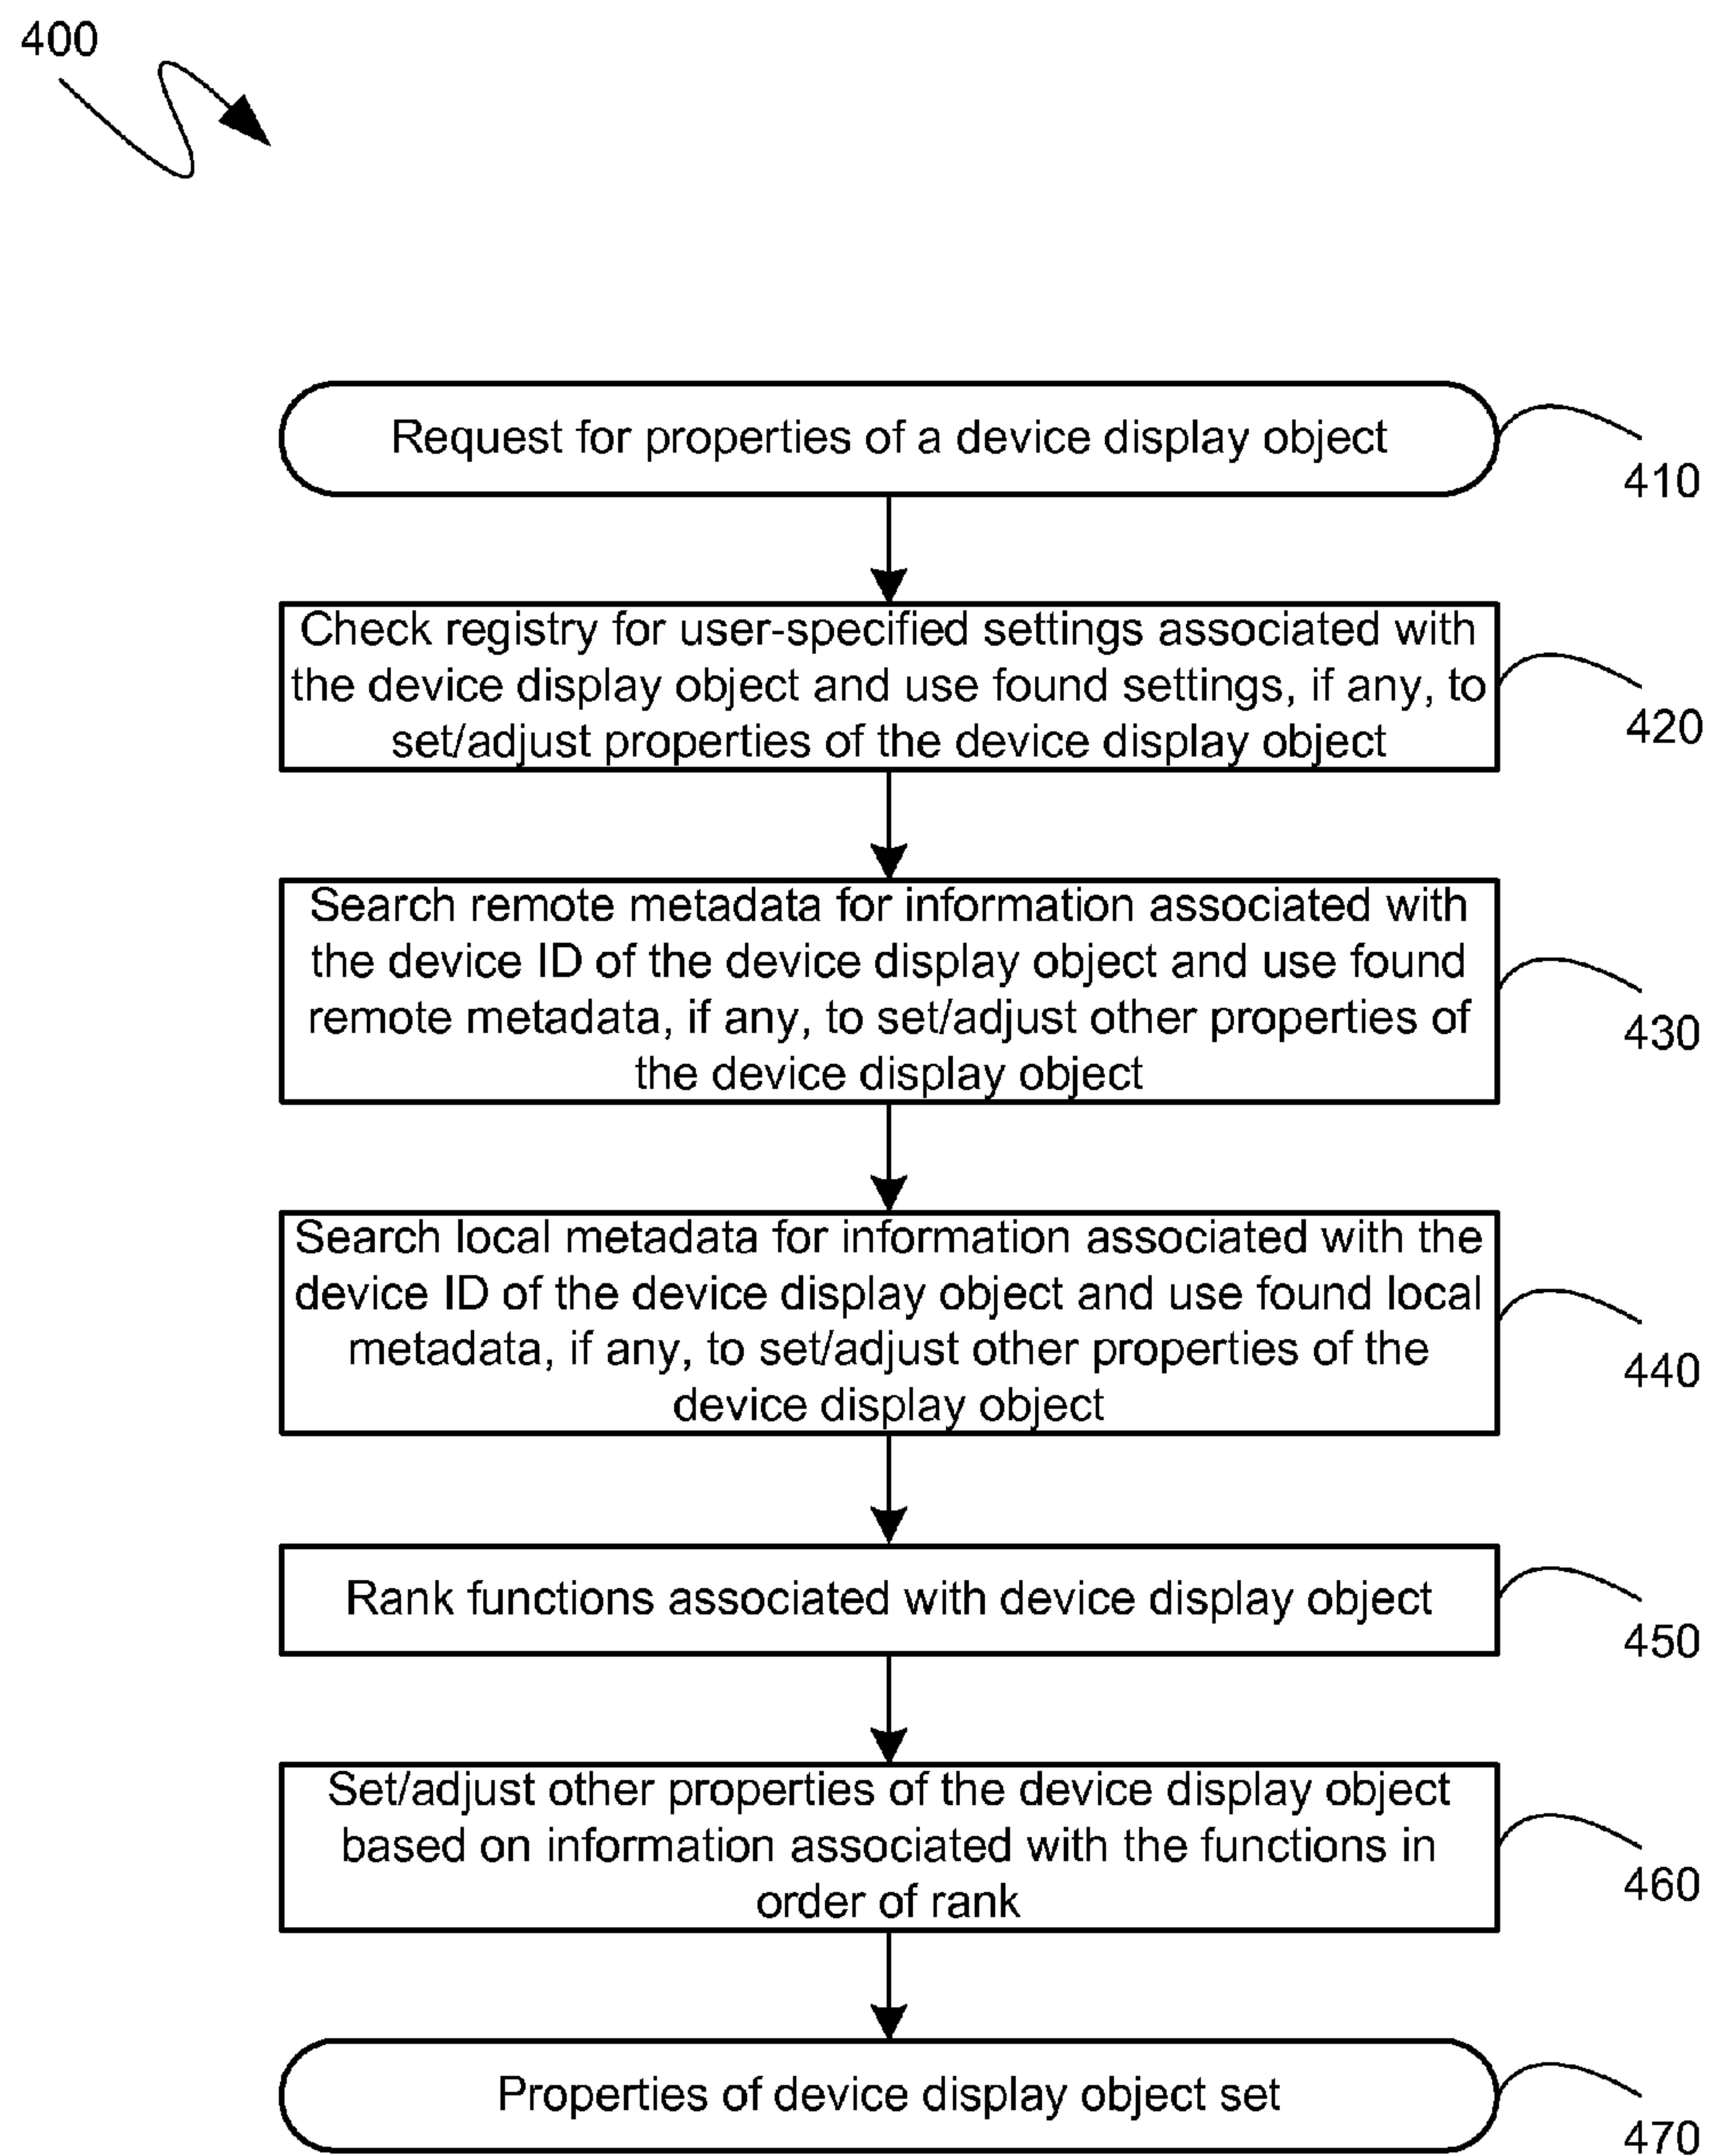 400
Request for properties of a device display object
410
Check registry for user-specified settings associated with
the device display object and use found settings, if any, to
set/adjust properties of the device display object
420
Search remote metadata for information associated with
the device ID of the device display object and use found
remote metadata, if any, to set/adjust other properties of
the device display object
430
Search local metadata for information associated with the
device ID of the device display object and use found local
metadata, if any, to set/adjust other properties of the
device display object
440
Rank functions associated with device display object
450
Set/adjust other properties of the device display object
based on information associated with the functions in
order of rank
460
Properties of device display object set
470